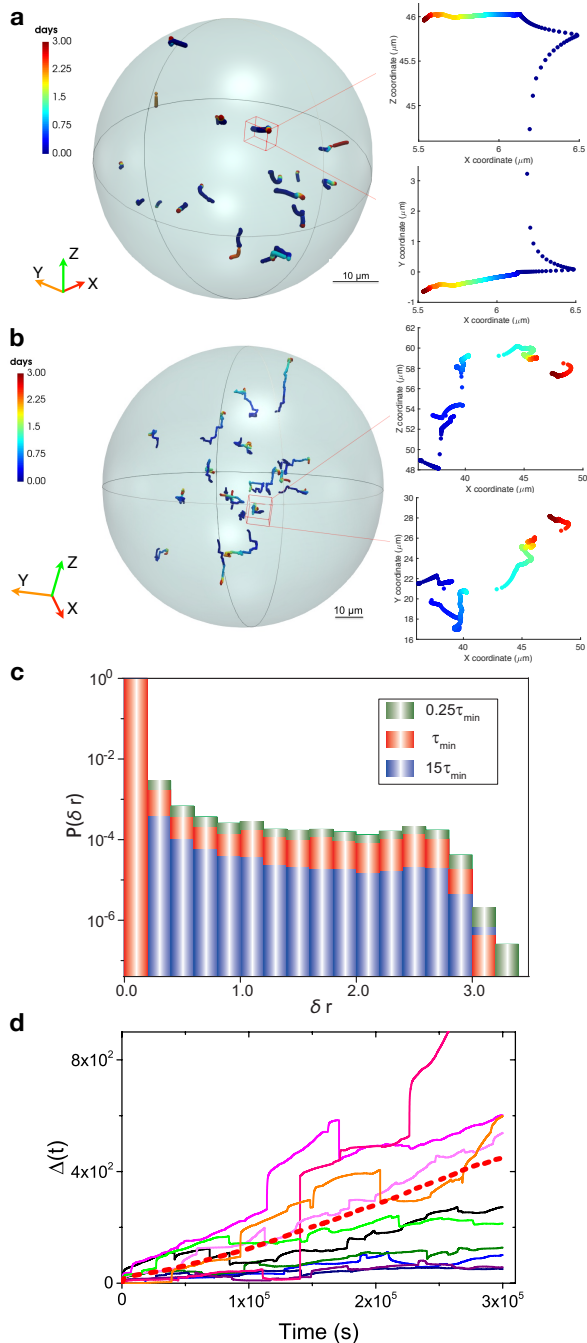 a
days
3.00
2.25
1.5
0.75
0.00
Y
Z
X
10 µm
46
45.5
45
Z coordinate (µm)
5.5
6
6.5
X coordinate (µm)
3
2
1
0
-1
Y coordinate (µm)
5.5
6
6.5
X coordinate (µm)
b
days
3.00
2.25
1.5
0.75
0.00
Y
Z
X
10 µm
62
60
58
56
54
52
50
48
Z coordinate (µm)
40
45
50
X coordinate (µm)
30
28
26
24
22
20
18
16
Y coordinate (µm)
40
45
50
X coordinate (µm)
c
10^0
10^-2
10^-4
10^-6
P(δ r)
0.25τmin
τmin
15τmin
0.0
1.0
2.0
3.0
δ r
d
8x10^2
4x10^2
0
Δ(t)
0
1x10^5
2x10^5
3x10^5
Time (s)